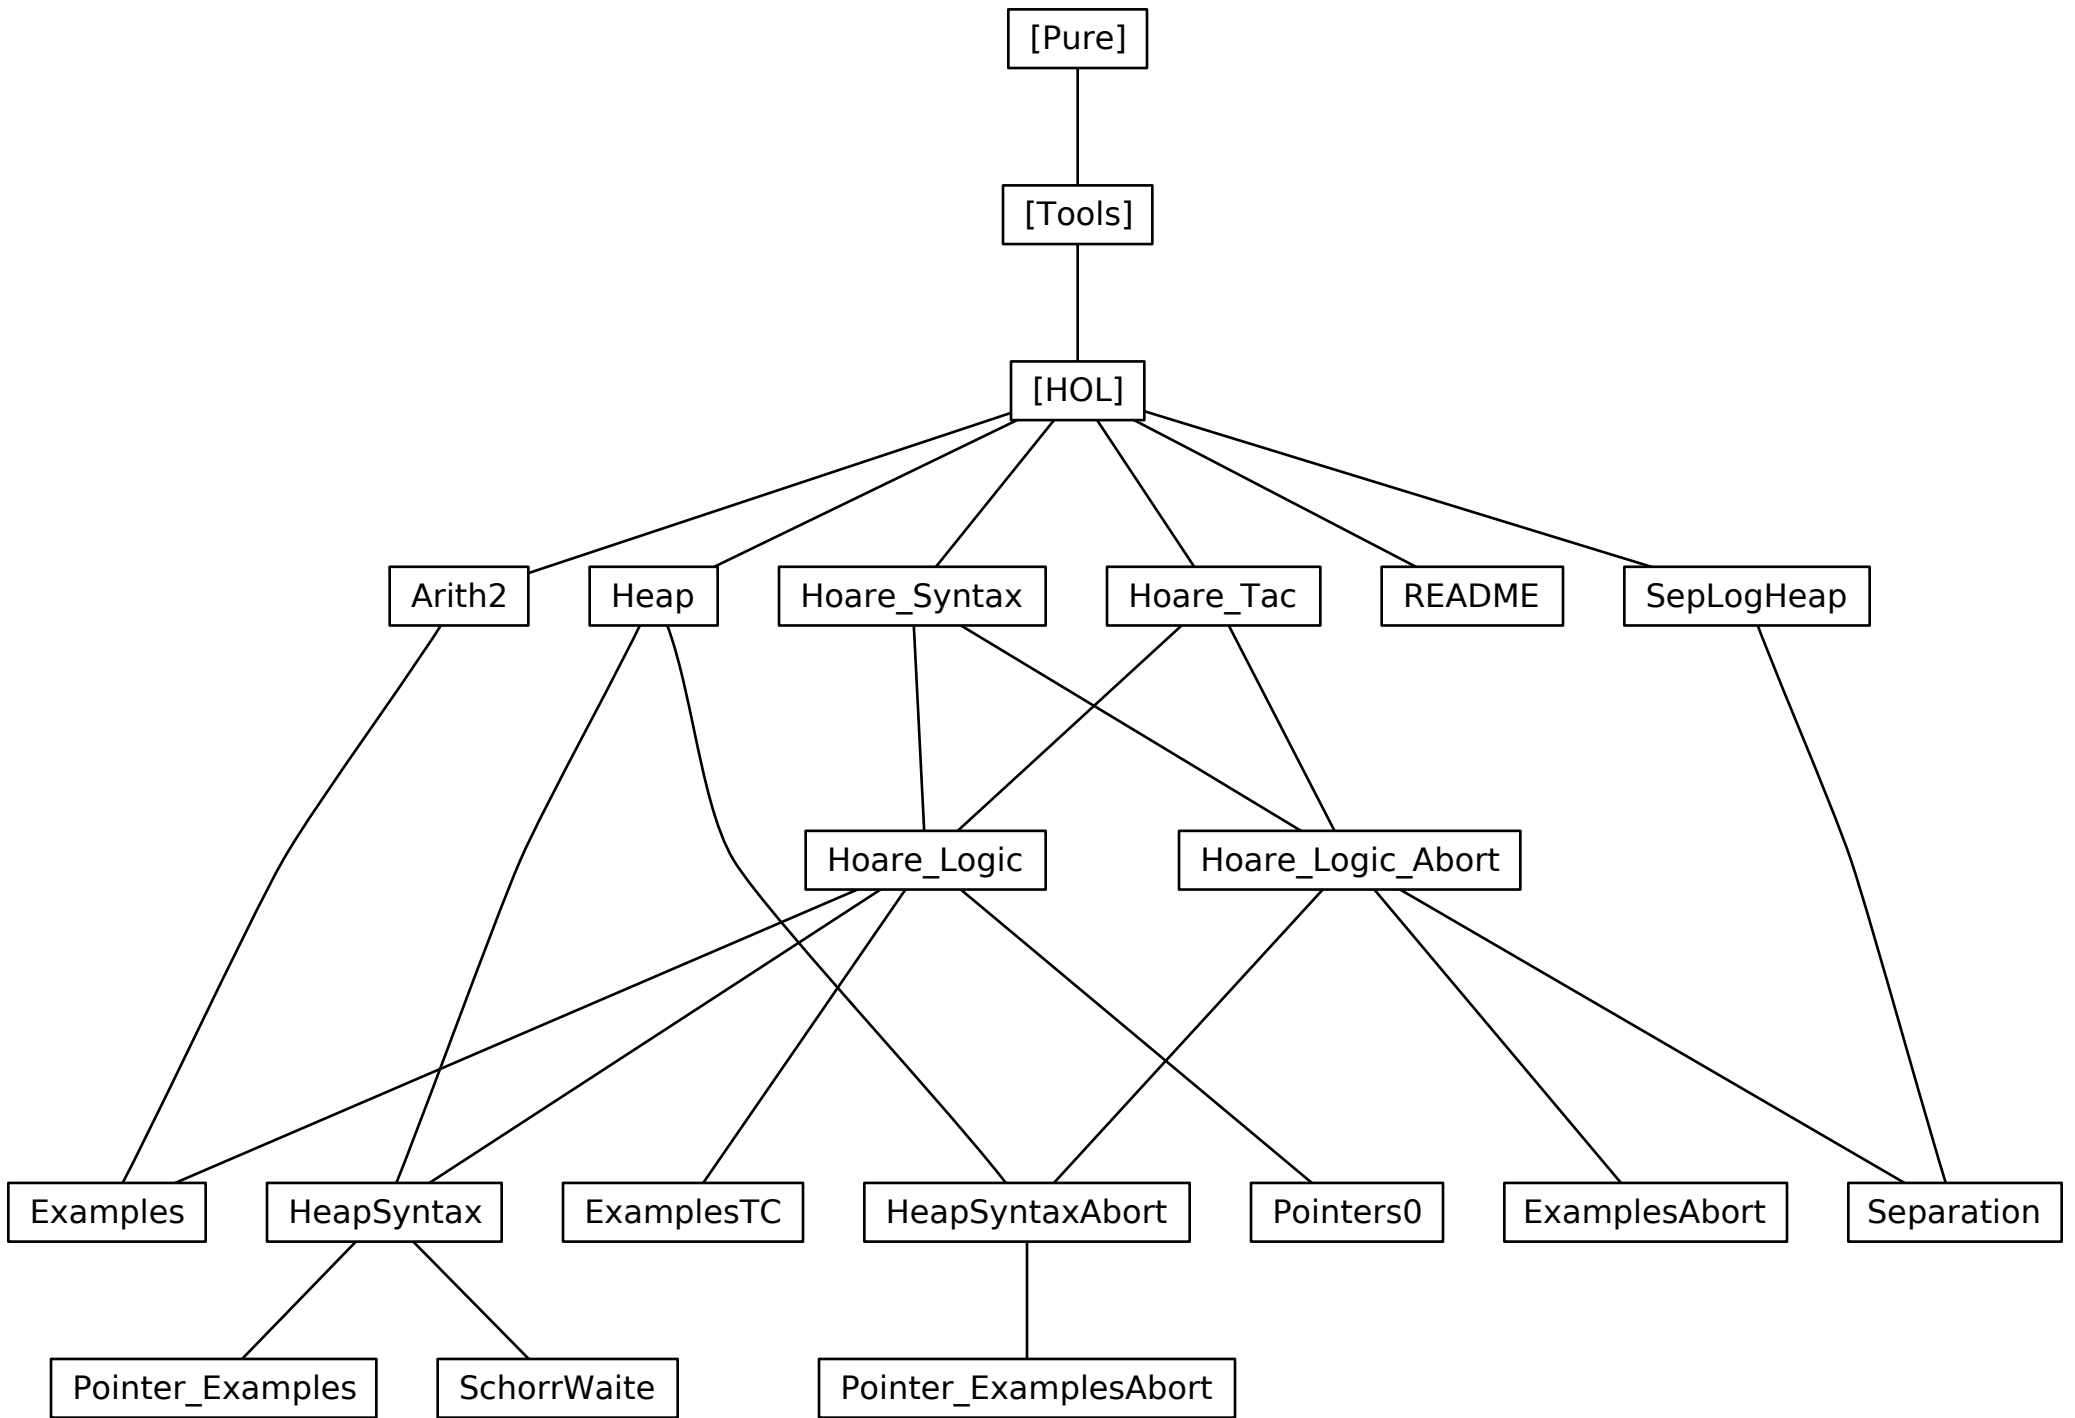 [Pure]
[Tools]
[HOL]
Arith2
Heap
Hoare_Syntax
Hoare_Tac
README
SepLogHeap
Hoare_Logic
Hoare_Logic_Abort
Examples
HeapSyntax
ExamplesTC
HeapSyntaxAbort
Pointers0
ExamplesAbort
Separation
Pointer_Examples
SchorrWaite
Pointer_ExamplesAbort